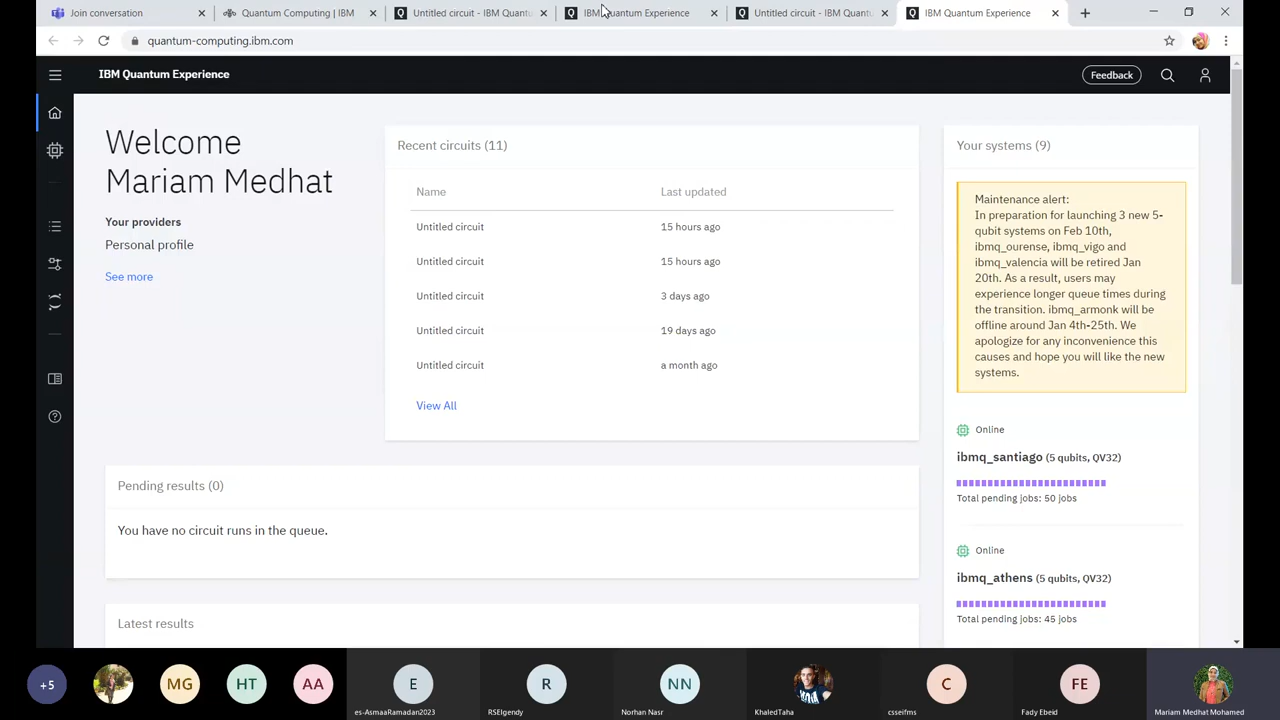 Join conversation
Quantum Computing | IBM
Untitled circuit - IBM Quantu
IBM Quantum Experience
Untitled circuit - IBM Quantu
IBM Quantum Experience
quantum-computing.ibm.com
IBM Quantum Experience
Feedback
Welcome
Mariam Medhat
Your providers
Personal profile
See more
Recent circuits (11)
Name Last updated
Untitled circuit 15 hours ago
Untitled circuit 15 hours ago
Untitled circuit 3 days ago
Untitled circuit 19 days ago
Untitled circuit a month ago
View All
Pending results (0)
You have no circuit runs in the queue.
Latest results
Your systems (9)
Maintenance alert:
In preparation for launching 3 new 5-
qubit systems on Feb 10th,
ibmq_ourense, ibmq_vigo and
ibmq_valencia will be retired Jan
20th. As a result, users may
experience longer queue times during
the transition. ibmq_armonk will be
offline around Jan 4th-25th. We
apologize for any inconvenience this
causes and hope you will like the new
systems.
Online
ibmq_santiago (5 qubits, QV32)
Total pending jobs: 50 jobs
Online
ibmq_athens (5 qubits, QV32)
Total pending jobs: 45 jobs
+5
MG
HT
AA
E
es-AsmaaRamadan2023
R
RSElgendy
NN
Norhan Nasr
KhaledTaha
C
csseifms
FE
Fady Ebeid
Mariam Medhat Mohamed